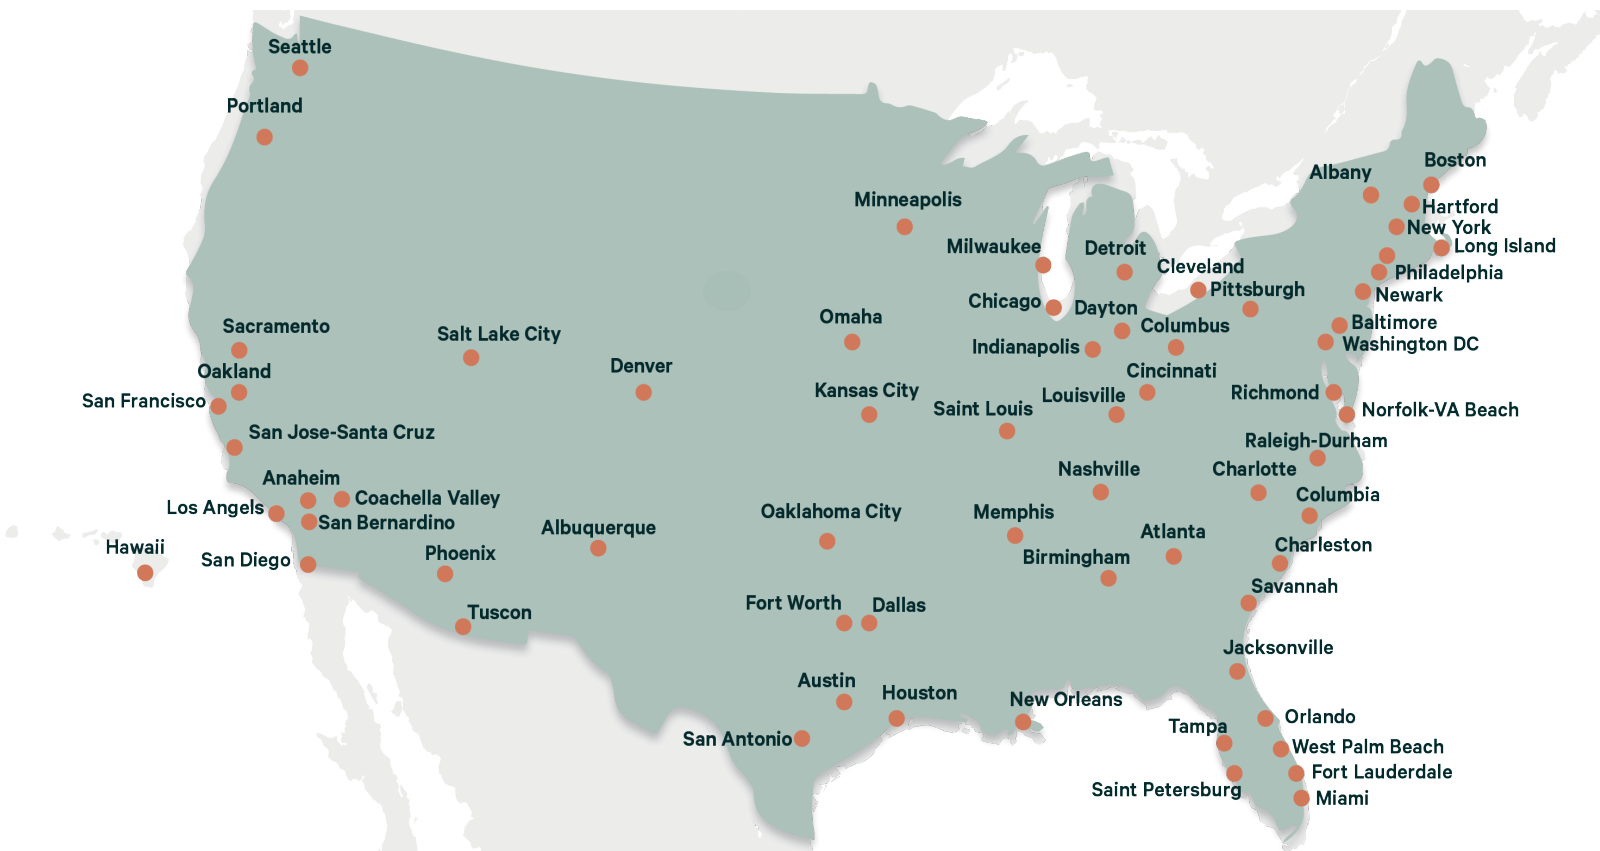 Seattle
Portland
Boston
Albany
Minneapolis
Hartford
New York
Milwaukee
Detroit
Long Island
Cleveland
Philadelphia
Pittsburgh
Newark
Chicago
Dayton
Omaha
Columbus
Baltimore
Sacramento
Salt Lake City
Indianapolis
Washington DC
Denver
Oakland
Cincinnati
Kansas City
Louisville
Richmond
San Francisco
Saint Louis
Norfolk-VA Beach
San Jose-Santa Cruz
Raleigh-Durham
Nashville
Charlotte
Anaheim
Coachella Valley
Columbia
Los Angels
Oaklahoma City
Memphis
San Bernardino
Albuquerque
Atlanta
Hawaii
Charleston
Phoenix
Birmingham
San Diego
Savannah
Fort Worth
Dallas
Tuscon
Jacksonville
Austin
Houston
New Orleans
Orlando
Tampa
San Antonio
West Palm Beach
Fort Lauderdale
Saint Petersburg
Miami